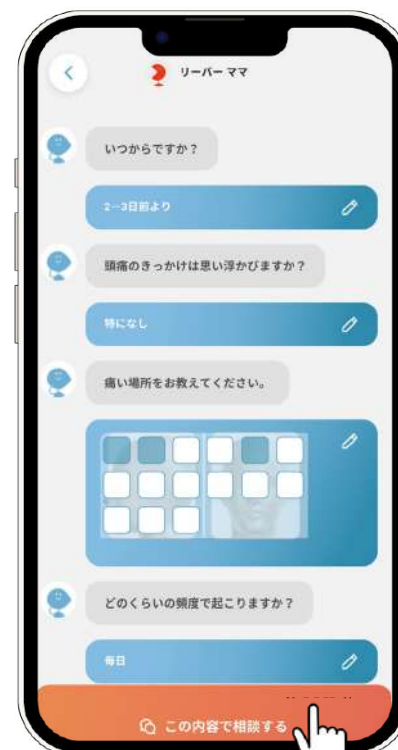 リーバー ママ
いつからですか？
2―3日前より
頭痛のきっかけは思い浮かびますか？
特になし
痛い場所をお教えてください。
どのくらいの頻度で起こりますか？
毎日
この内容で相談する